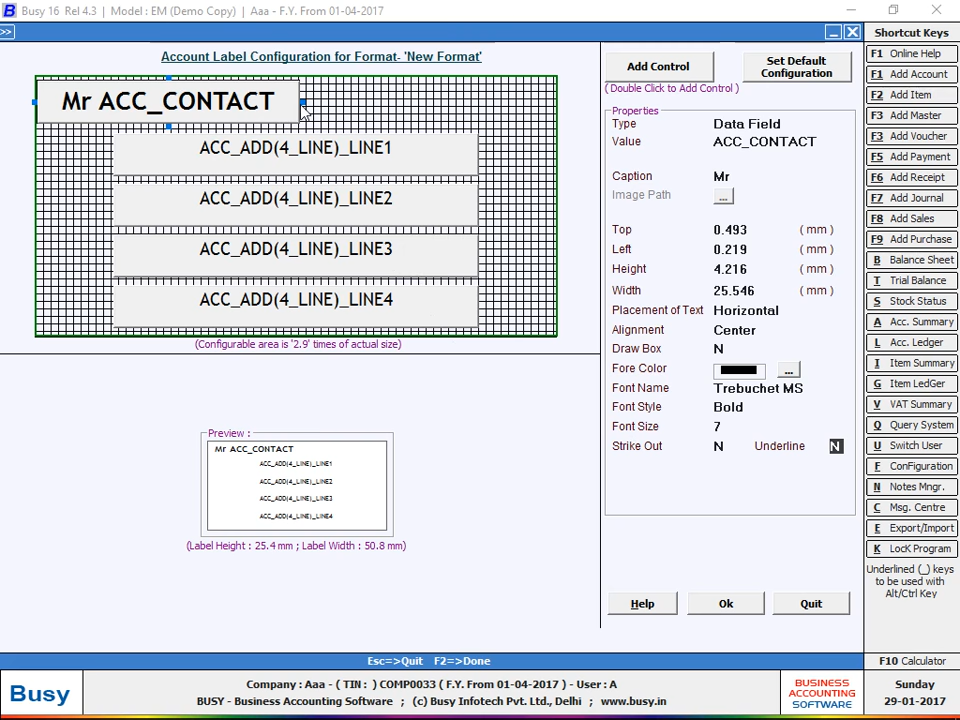 B Busy 16 Rel 4.3 | Model : EM (Demo Copy) | Aaa - F.Y. From 01-04-2017
>>
Account Label Configuration for Format- 'New Format'
Mr ACC_CONTACT
ACC_ADD(4_LINE)_LINE1
ACC_ADD(4_LINE)_LINE2
ACC_ADD(4_LINE)_LINE3
ACC_ADD(4_LINE)_LINE4
(Configurable area is '2.9' times of actual size)
Preview :
Mr ACC_CONTACT
ACC_ADD(4_LINE)_LINE1
ACC_ADD(4_LINE)_LINE2
ACC_ADD(4_LINE)_LINE3
ACC_ADD(4_LINE)_LINE4
(Label Height : 25.4 mm ; Label Width : 50.8 mm)
Add Control
Set Default
Configuration
( Double Click to Add Control )
Properties
Type Data Field
Value ACC_CONTACT
Caption Mr
Image Path ...
Top 0.493 ( mm )
Left 0.219 ( mm )
Height 4.216 ( mm )
Width 25.546 ( mm )
Placement of Text Horizontal
Alignment Center
Draw Box N
Fore Color ...
Font Name Trebuchet MS
Font Style Bold
Font Size 7
Strike Out N Underline N
Help Ok Quit
Shortcut Keys
F1 Online Help
F1 Add Account
F2 Add Item
F3 Add Master
F3 Add Voucher
F5 Add Payment
F6 Add Receipt
F7 Add Journal
F8 Add Sales
F9 Add Purchase
B Balance Sheet
T Trial Balance
S Stock Status
A Acc. Summary
L Acc. Ledger
I Item Summary
G Item LedGer
V VAT Summary
Q Query System
U Switch User
F ConFiguration
N Notes Mngr.
C Msg. Centre
E Export/Import
K LocK Program
Underlined (_) keys
to be used with
Alt/Ctrl Key
Esc=>Quit F2=>Done
F10 Calculator
Busy
Company : Aaa - ( TIN : ) COMP0033 ( F.Y. From 01-04-2017 ) - User : A
BUSY - Business Accounting Software ; (c) Busy Infotech Pvt. Ltd., Delhi ; www.busy.in
BUSINESS
ACCOUNTING
SOFTWARE
Sunday
29-01-2017